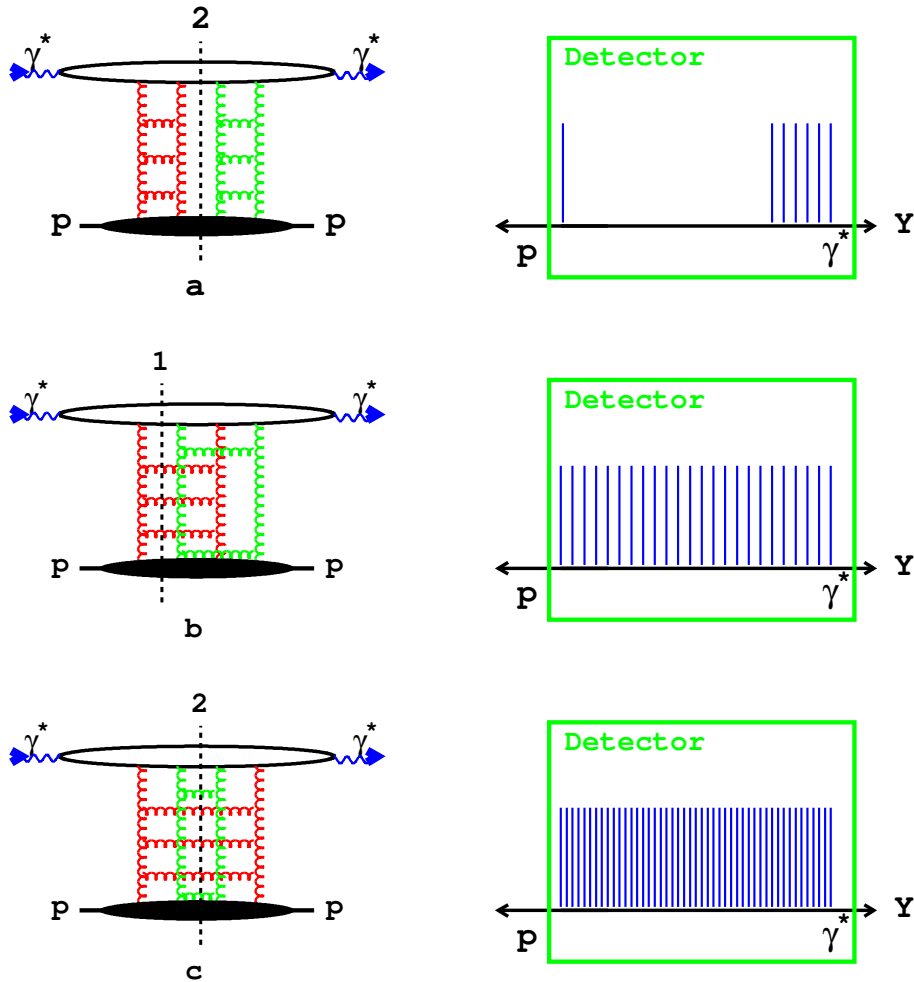 2
γ* γ*
p p
a
Detector
p γ* Y
1
γ* γ*
p p
b
Detector
p γ* Y
2
γ* γ*
p p
c
Detector
p γ* Y